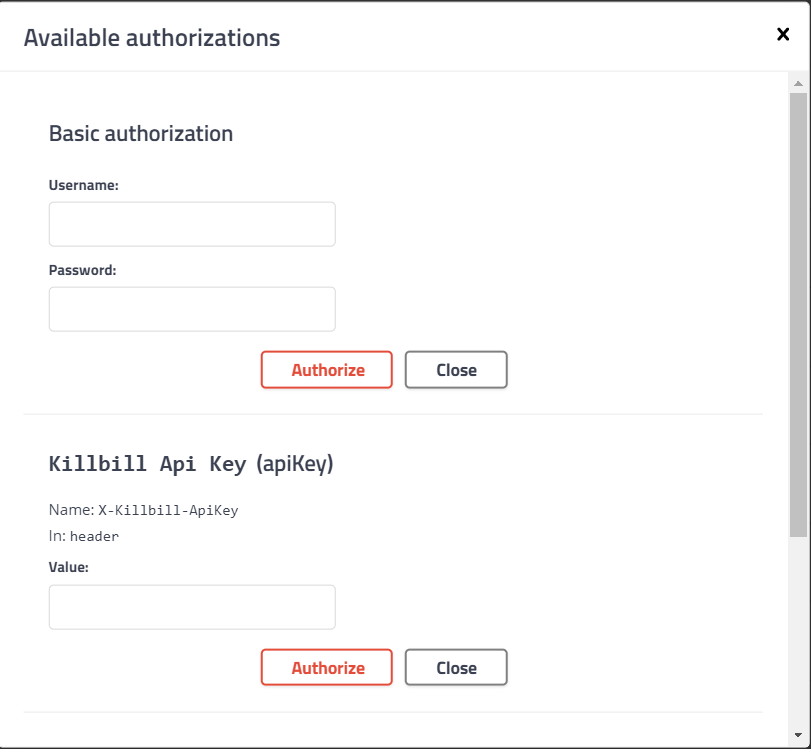 Available authorizations
Basic authorization
Username:
Password:
Authorize Close
Killbill Api Key (apiKey)
Name: X-Killbill-ApiKey
In: header
Value:
Authorize Close